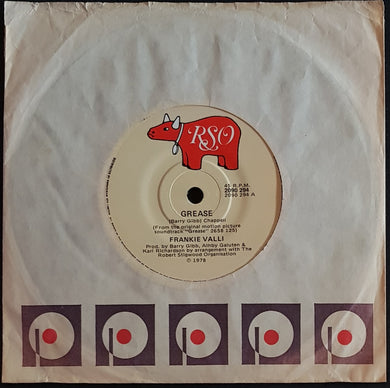 RSO
GREASE
(Barry Gibb) Chappell
(From the original motion picture
soundtrack "Grease" 2658 125)
FRANKIE VALLI
Prod. by Barry Gibb, Albhy Galuten &
Karl Richardson by arrangement with The
Robert Stigwood Organisation
℗ 1978
45 R.P.M.
2090 294
2090 294 A